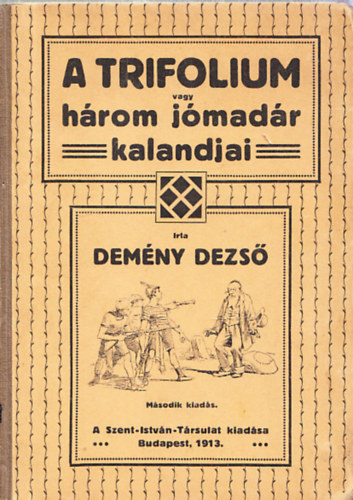 A TRIFOLIUM
vagy
három jómadár
kalandjai
Irta
DEMÉNY DEZSŐ
Második kiadás.
A Szent-István-Társulat kiadása
Budapest, 1913.